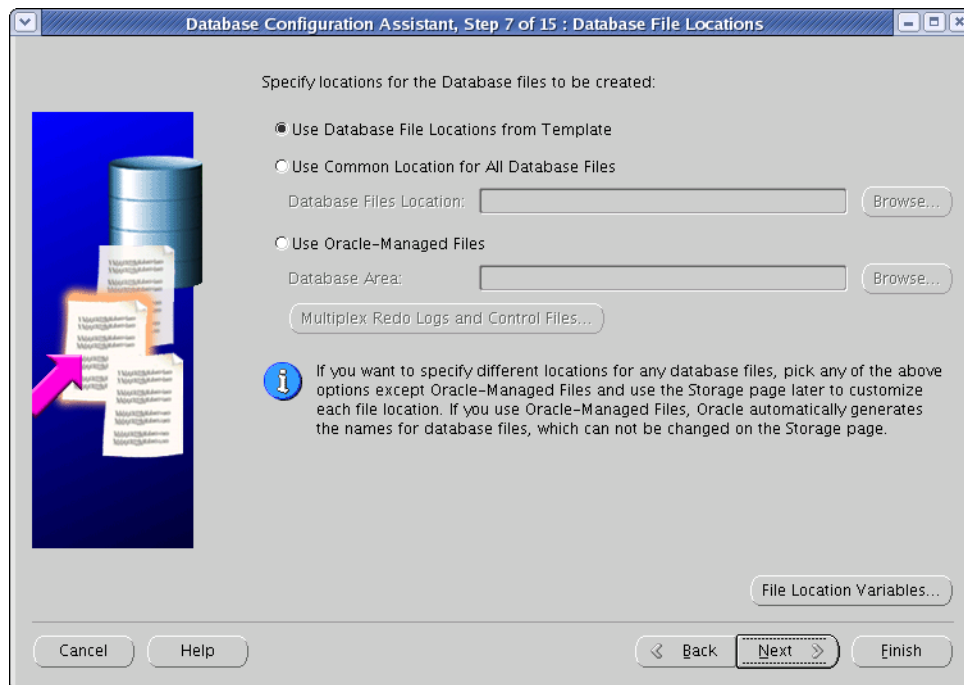 Database Configuration Assistant, Step 7 of 15 : Database File Locations
Specify locations for the Database files to be created:
Use Database File Locations from Template
Use Common Location for All Database Files
Database Files Location:
Browse...
Use Oracle-Managed Files
Database Area:
Browse...
Multiplex Redo Logs and Control Files...
If you want to specify different locations for any database files, pick any of the above
options except Oracle-Managed Files and use the Storage page later to customize
each file location. If you use Oracle-Managed Files, Oracle automatically generates
the names for database files, which can not be changed on the Storage page.
File Location Variables...
Cancel
Help
Back
Next
Finish